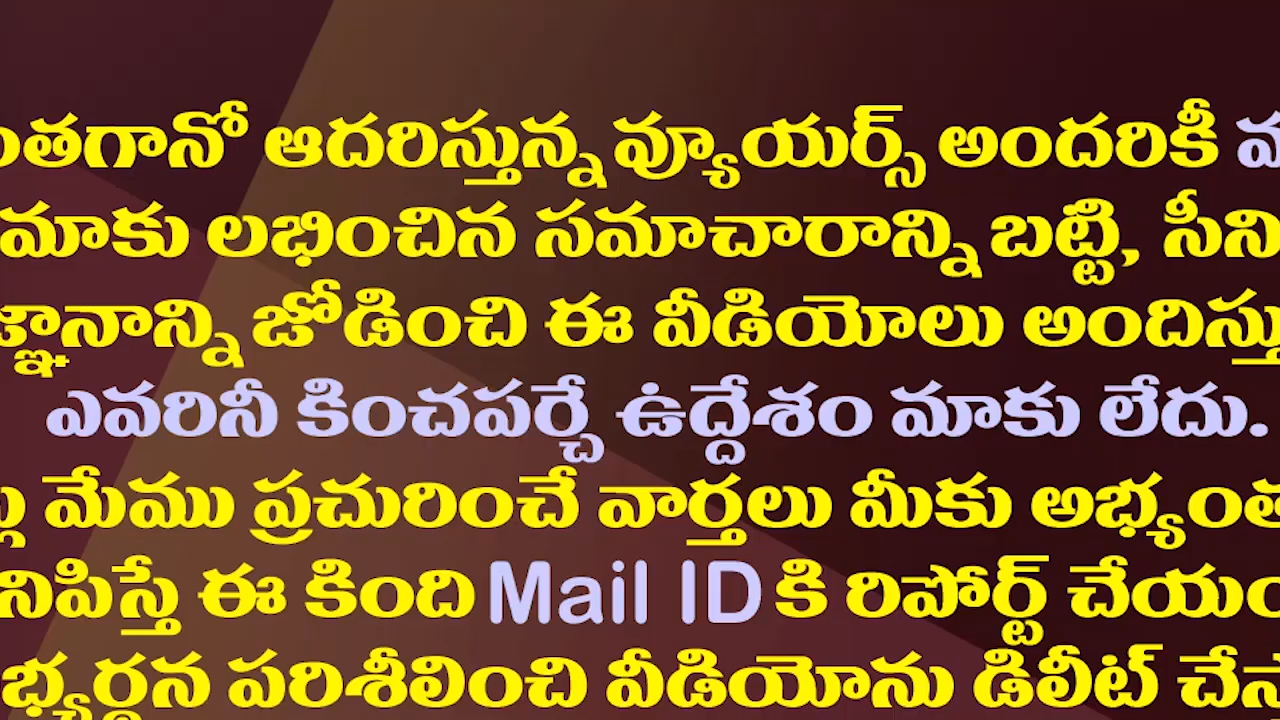 ఆదరిస్తున్న వ్యూయర్స్ అందరికీ
మాకు లభించిన సమాచారాన్ని బట్టి,
జోడించి ఈ వీడియోలు
ఎవరినీ కించపర్చే ఉద్దేశం మాకు లేదు.
మేము ప్రచురించే వార్తలు మీకు
ఈ కింది Mail ID కి రిపోర్ట్
పరిశీలించి వీడియోను డిలీట్